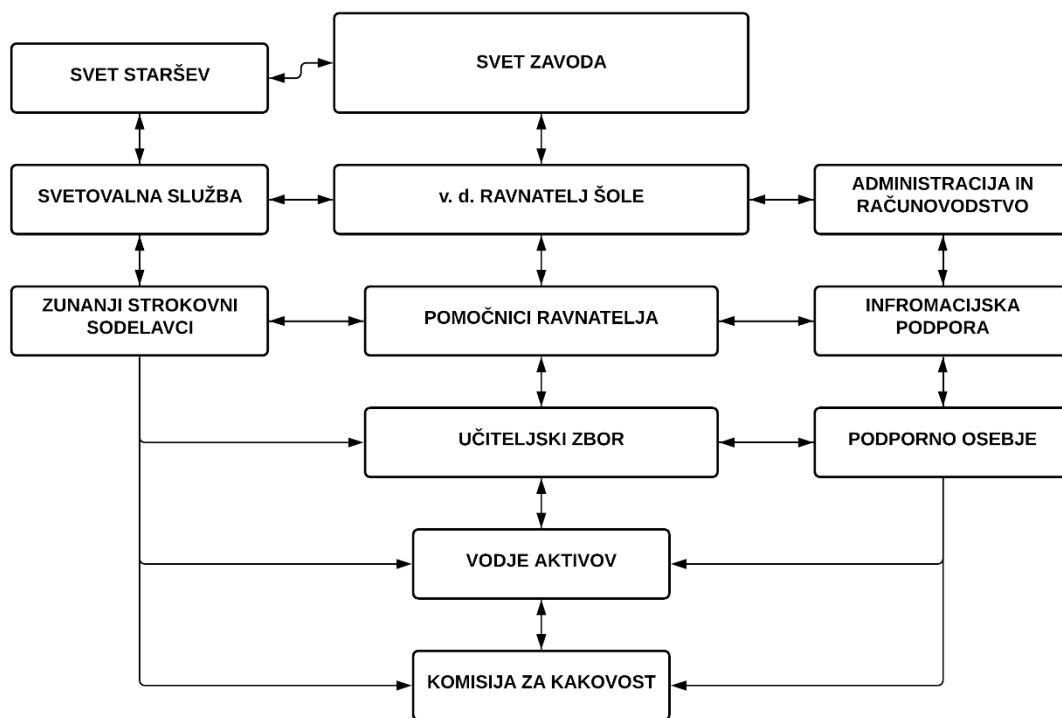 SVET STARŠEV
SVET ZAVODA
SVETOVALNA SLUŽBA
v. d. RAVNATELJ ŠOLE
ADMINISTRACIJA IN
RAČUNOVODSTVO
ZUNANJI STROKOVNI
SODELAVCI
POMOČNICI RAVNATELJA
INFROMACIJSKA
PODPORA
UČITELJSKI ZBOR
PODPORNO OSEBJE
VODJE AKTIVOV
KOMISIJA ZA KAKOVOST